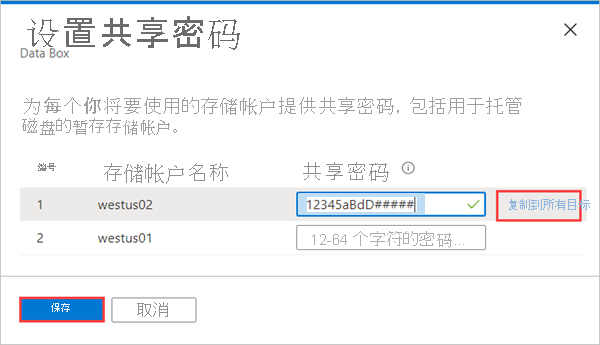 设置共享密码
Data Box
为每个你将要使用的存储帐户提供共享密码, 包括用于托管
磁盘的暂存存储帐户。
编号 存储帐户名称 共享密码
1 westus02 12345aBdD##### 复制到所有目标
2 westus01 12-64 个字符的密码...
保存 取消